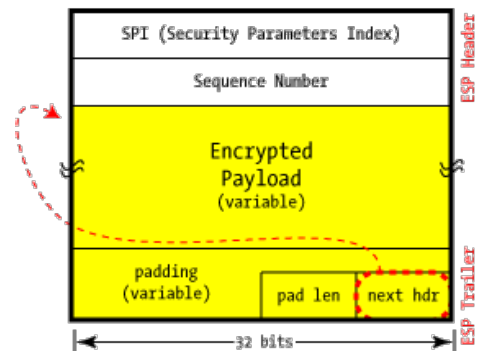 SPI (Security Parameters Index)
Sequence Number
ESP Header
Encrypted
Payload
(variable)
padding
(variable)
pad len
next hdr
ESP Trailer
32 bits